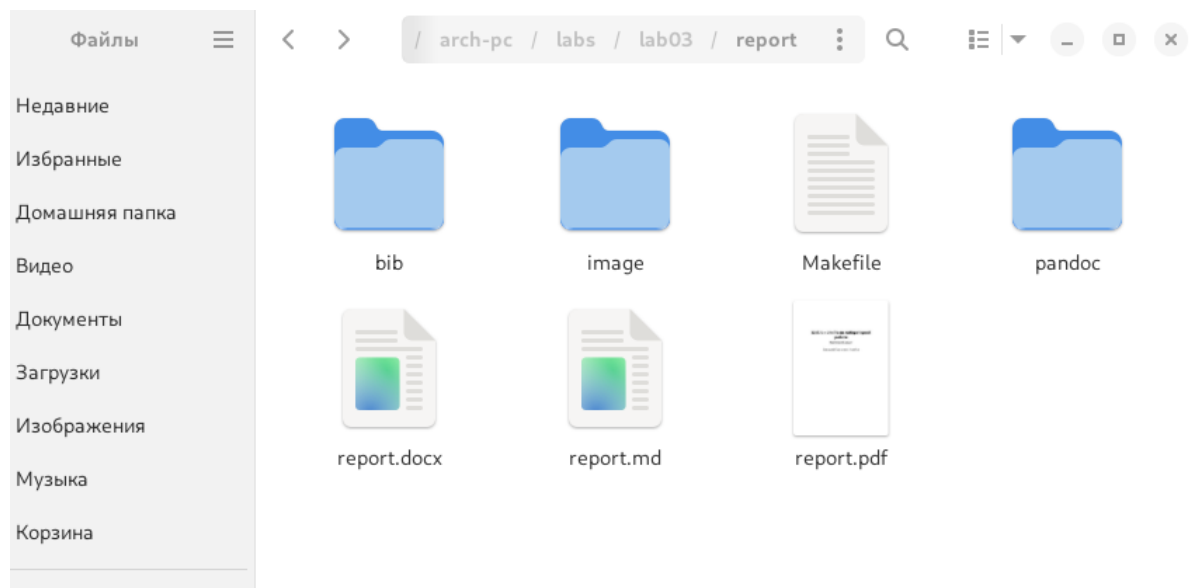 Файлы
/ arch-pc / labs / lab03 / report
Недавние
Избранные
Домашняя папка
Видео
Документы
Загрузки
Изображения
Музыка
Корзина
bib
image
Makefile
pandoc
report.docx
report.md
report.pdf